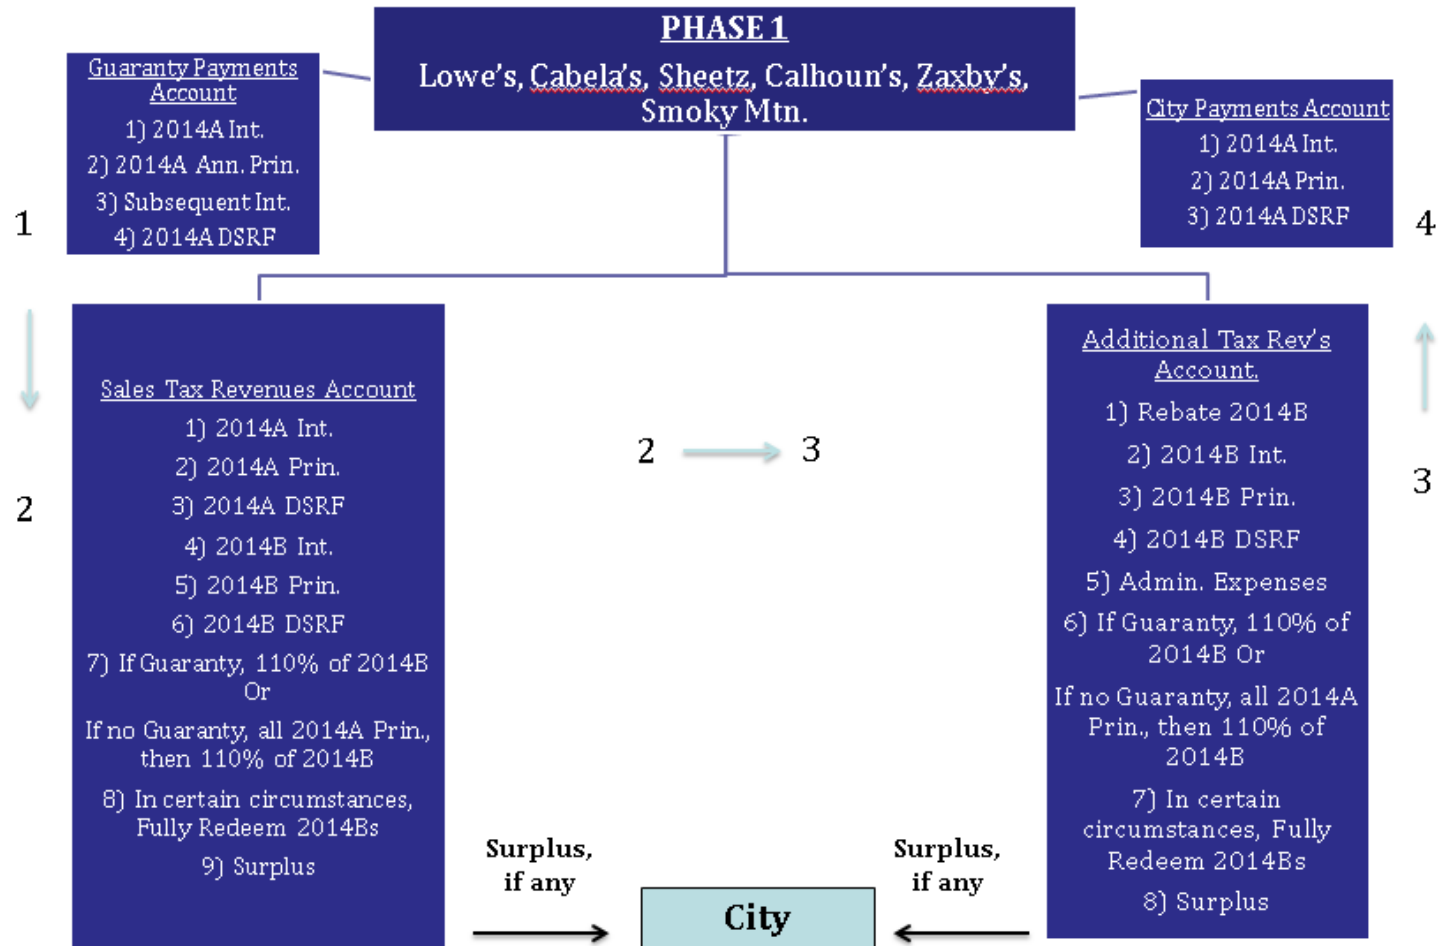 PHASE 1
Lowe's, Cabela's, Sheetz, Calhoun's, Zaxby's,
Smoky Mtn.
Guaranty Payments
Account
1) 2014A Int.
2) 2014A Ann. Prin.
3) Subsequent Int.
4) 2014A DSRF
City Payments Account
1) 2014A Int.
2) 2014A Prin.
3) 2014A DSRF
1
4
Sales Tax Revenues Account
1) 2014A Int.
2) 2014A Prin.
3) 2014A DSRF
4) 2014B Int.
5) 2014B Prin.
6) 2014B DSRF
7) If Guaranty, 110% of 2014B
Or
If no Guaranty, all 2014A Prin.,
then 110% of 2014B
8) In certain circumstances,
Fully Redeem 2014Bs
9) Surplus
2
2 3
Additional Tax Rev's
Account.
1) Rebate 2014B
2) 2014B Int.
3) 2014B Prin.
4) 2014B DSRF
5) Admin. Expenses
6) If Guaranty, 110% of
2014B Or
If no Guaranty, all 2014A
Prin., then 110% of
2014B
7) In certain
circumstances, Fully
Redeem 2014Bs
8) Surplus
3
Surplus,
if any
Surplus,
if any
City